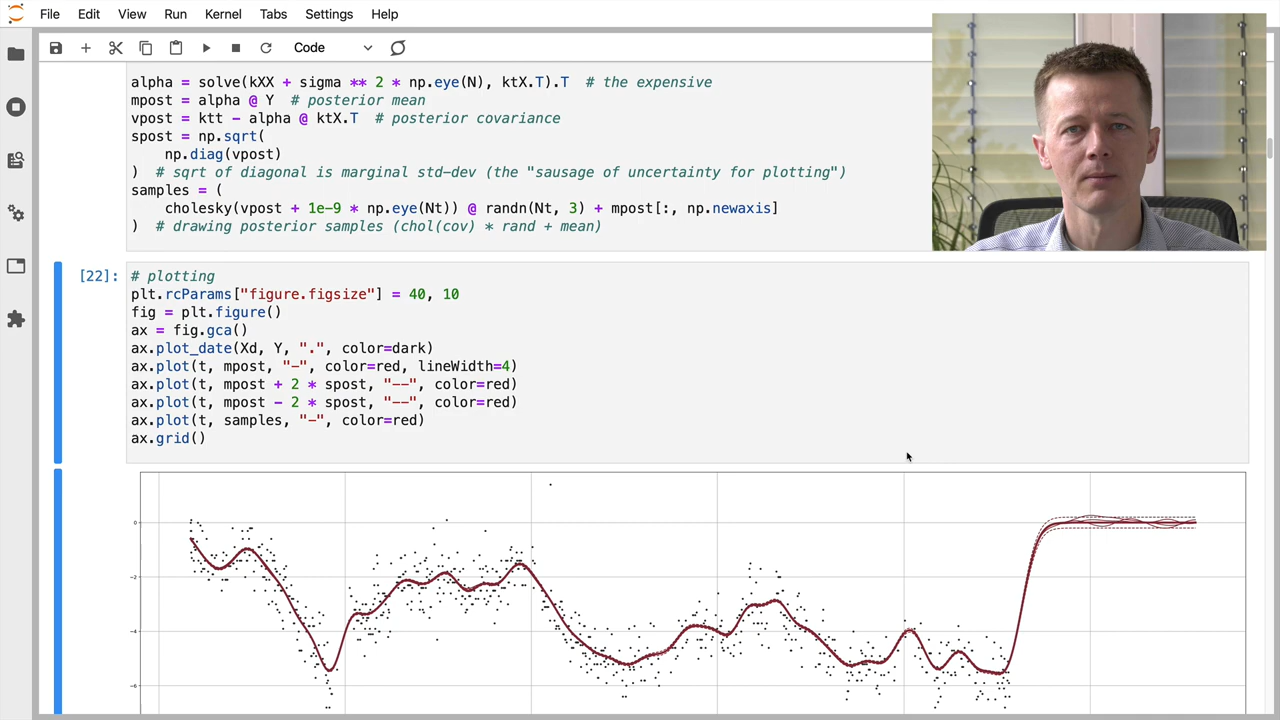 File Edit View Run Kernel Tabs Settings Help
Code
alpha = solve(kXX + sigma ** 2 * np.eye(N), ktX.T).T  # the expensive
mpost = alpha @ Y  # posterior mean
vpost = ktt - alpha @ ktX.T  # posterior covariance
spost = np.sqrt(
    np.diag(vpost)
)  # sqrt of diagonal is marginal std-dev (the "sausage of uncertainty for plotting")
samples = (
    cholesky(vpost + 1e-9 * np.eye(Nt)) @ randn(Nt, 3) + mpost[:, np.newaxis]
)  # drawing posterior samples (chol(cov) * rand + mean)
[22]:
# plotting
plt.rcParams["figure.figsize"] = 40, 10
fig = plt.figure()
ax = fig.gca()
ax.plot_date(Xd, Y, ".", color=dark)
ax.plot(t, mpost, "-", color=red, lineWidth=4)
ax.plot(t, mpost + 2 * spost, "--", color=red)
ax.plot(t, mpost - 2 * spost, "--", color=red)
ax.plot(t, samples, "-", color=red)
ax.grid()
0
−2
−4
−6